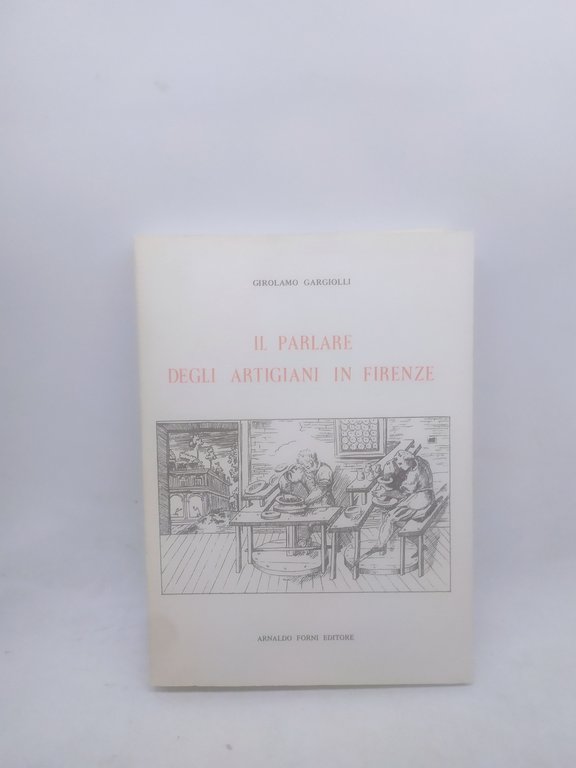 GIROLAMO GARGIOLLI
IL PARLARE
DEGLI ARTIGIANI IN FIRENZE
ARNALDO FORNI EDITORE